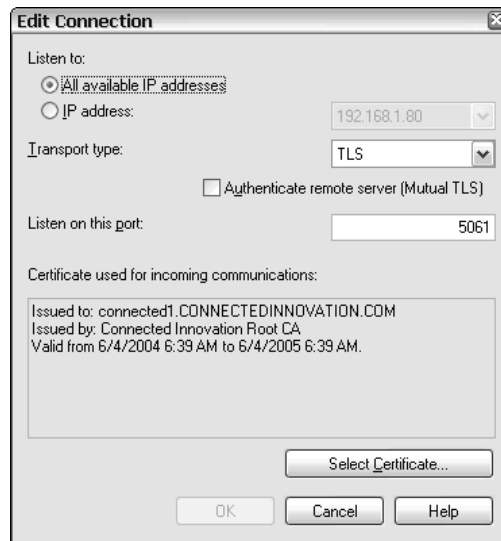 Edit Connection
Listen to:
All available IP addresses
IP address:
192.168.1.80
Transport type:
TLS
Authenticate remote server (Mutual TLS)
Listen on this port:
5061
Certificate used for incoming communications:
Issued to: connected1.CONNECTEDINNOVATION.COM
Issued by: Connected Innovation Root CA
Valid from 6/4/2004 6:39 AM to 6/4/2005 6:39 AM.
Select Certificate...
OK
Cancel
Help